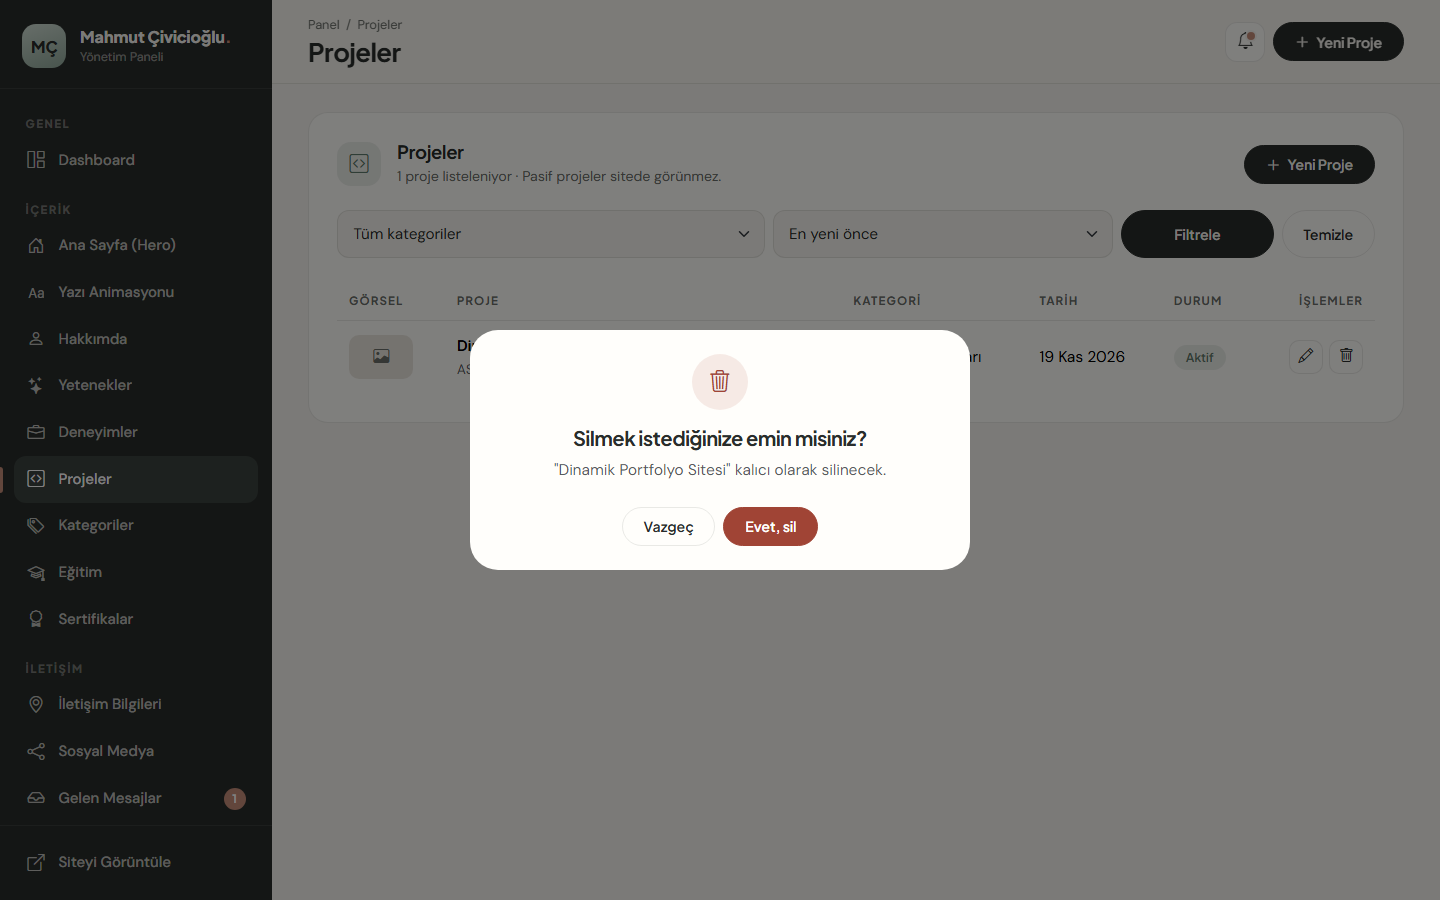 MÇ
Mahmut Çivicioğlu.
Yönetim Paneli
GENEL
Dashboard
İÇERİK
Ana Sayfa (Hero)
Aa
Yazı Animasyonu
Hakkımda
Yetenekler
Deneyimler
Projeler
Kategoriler
Eğitim
Sertifikalar
İLETİŞİM
İletişim Bilgileri
Sosyal Medya
Gelen Mesajlar 1
Siteyi Görüntüle
Panel / Projeler
Projeler
+ Yeni Proje
Projeler
1 proje listeleniyor · Pasif projeler sitede görünmez.
+ Yeni Proje
Tüm kategoriler
En yeni önce
Filtrele
Temizle
GÖRSEL PROJE KATEGORİ TARİH DURUM İŞLEMLER
19 Kas 2026 Aktif
Silmek istediğinize emin misiniz?
"Dinamik Portfolyo Sitesi" kalıcı olarak silinecek.
Vazgeç
Evet, sil